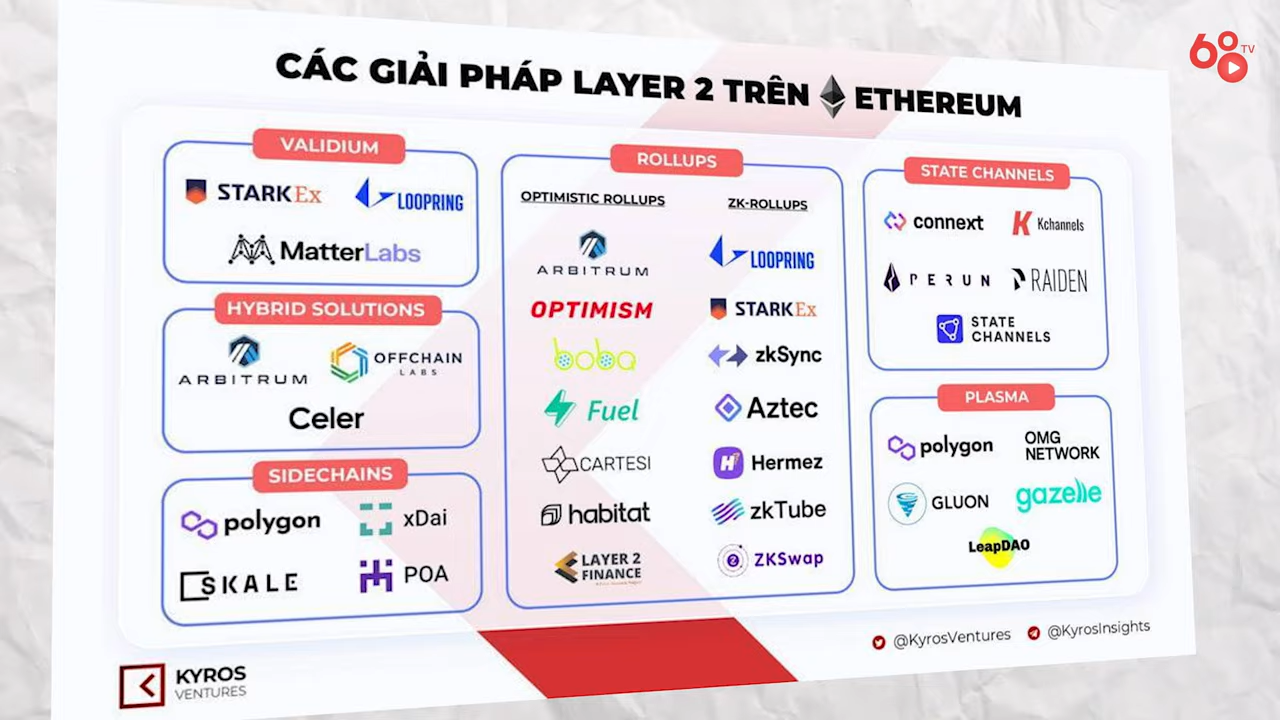 68 TV
CÁC GIẢI PHÁP LAYER 2 TRÊN ETHEREUM
VALIDIUM
STARKEx
LOOPRING
MatterLabs
HYBRID SOLUTIONS
ARBITRUM
OFFCHAIN
LABS
Celer
SIDECHAINS
polygon
xDai
SKALE
POA
ROLLUPS
OPTIMISTIC ROLLUPS
ARBITRUM
OPTIMISM
boba
Fuel
CARTESI
habitat
LAYER 2
FINANCE
ZK-ROLLUPS
LOOPRING
STARKEx
zkSync
Aztec
Hermez
zkTube
ZKSwap
STATE CHANNELS
connext
Kchannels
PERUN
RAIDEN
STATE
CHANNELS
PLASMA
polygon
OMG
NETWORK
GLUON
gazelle
LeapDAO
KYROS
VENTURES
@KyrosVentures
@KyrosInsights